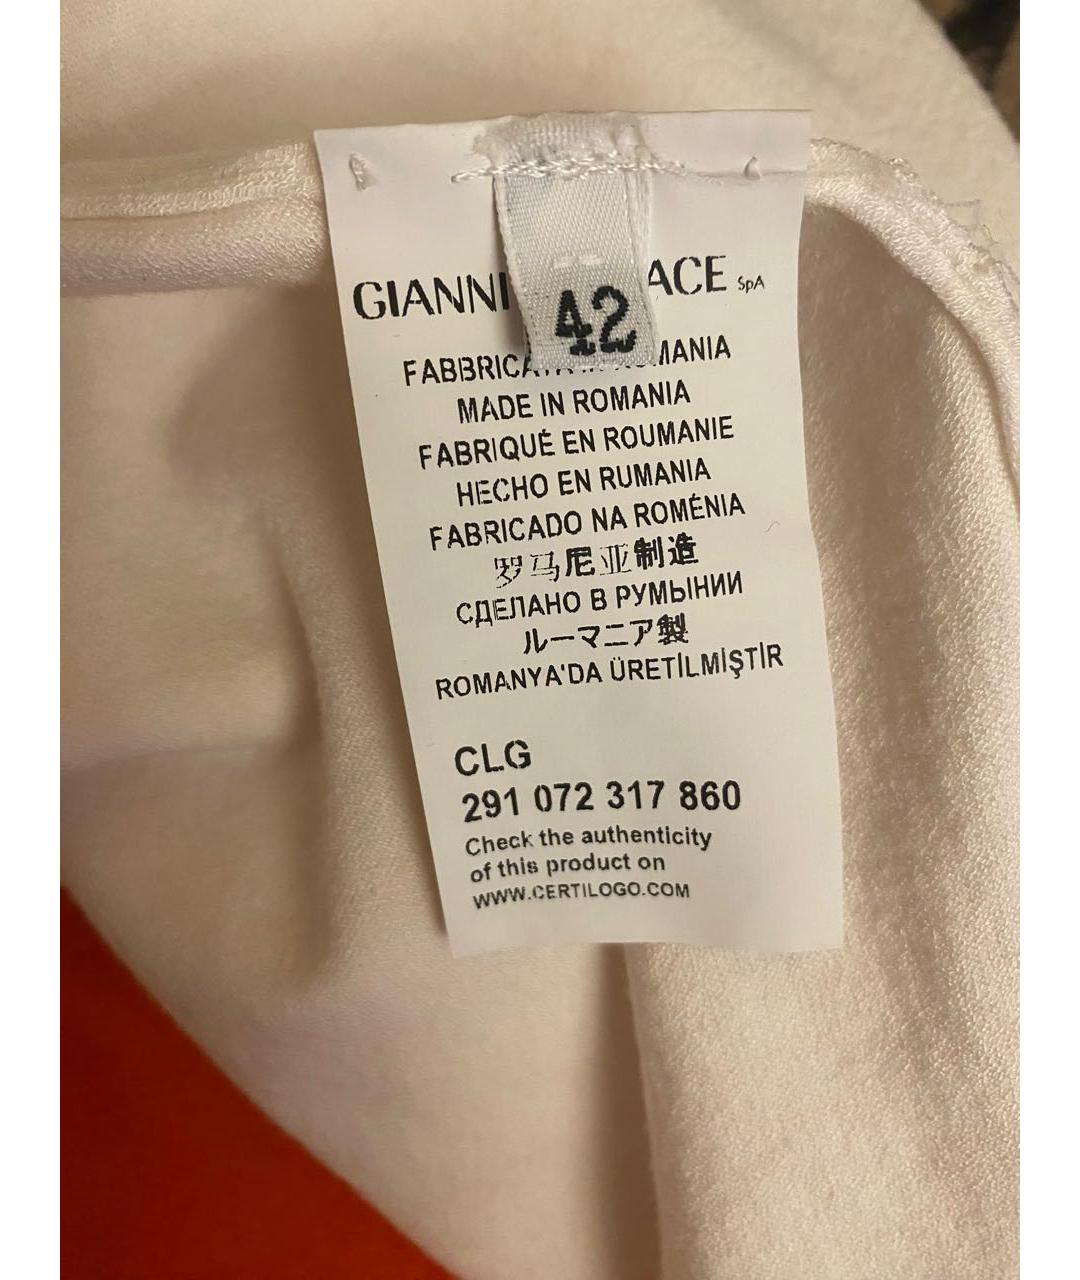 GIANNI ACE SpA
42
FABBRICATA IN ROMANIA
MADE IN ROMANIA
FABRIQUÉ EN ROUMANIE
HECHO EN RUMANIA
FABRICADO NA ROMÉNIA
罗马尼亚制造
СДЕЛАНО В РУМЫНИИ
ルーマニア製
ROMANYA'DA ÜRETİLMİŞTİR
CLG
291 072 317 860
Check the authenticity
of this product on
WWW.CERTILOGO.COM